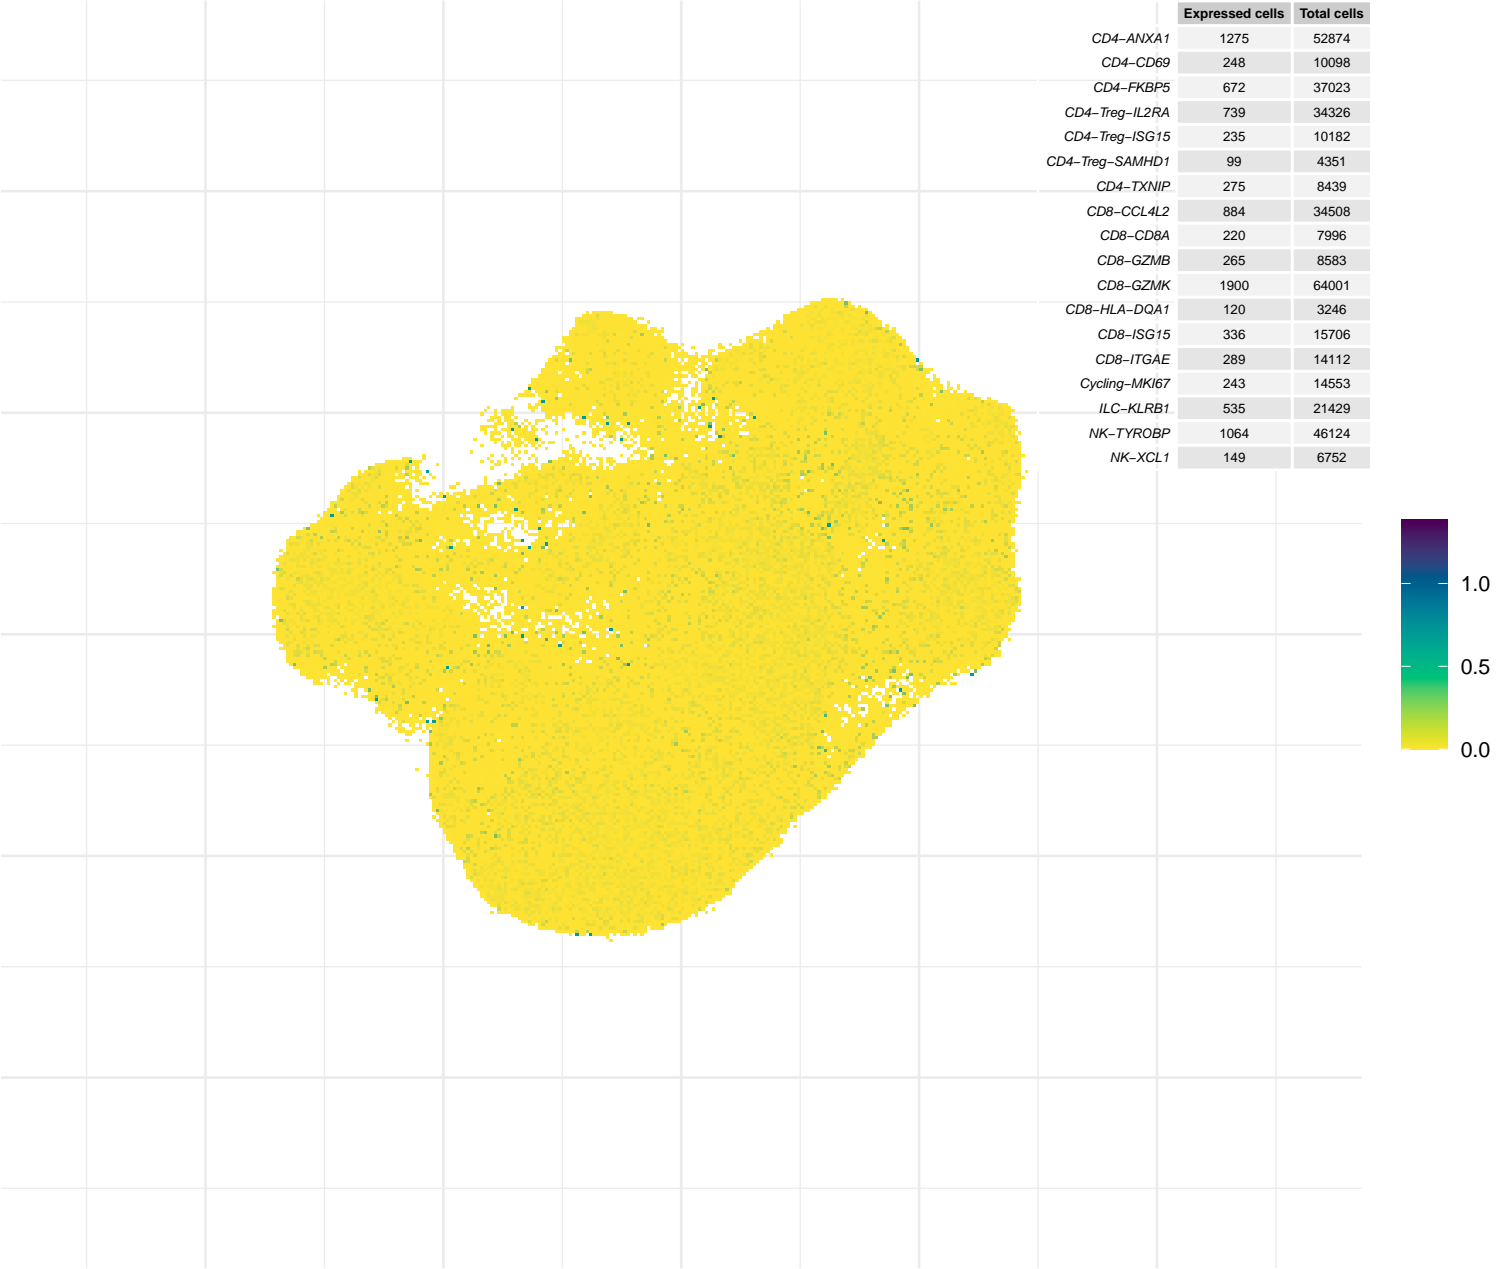 Expressed cells Total cells
CD4−ANXA1 1275 52874
CD4−CD69 248 10098
CD4−FKBP5 672 37023
CD4−Treg−IL2RA 739 34326
CD4−Treg−ISG15 235 10182
CD4−Treg−SAMHD1 99 4351
CD4−TXNIP 275 8439
CD8−CCL4L2 884 34508
CD8−CD8A 220 7996
CD8−GZMB 265 8583
CD8−GZMK 1900 64001
CD8−HLA−DQA1 120 3246
CD8−ISG15 336 15706
CD8−ITGAE 289 14112
Cycling−MKI67 243 14553
ILC−KLRB1 535 21429
NK−TYROBP 1064 46124
NK−XCL1 149 6752
1.0
0.5
0.0